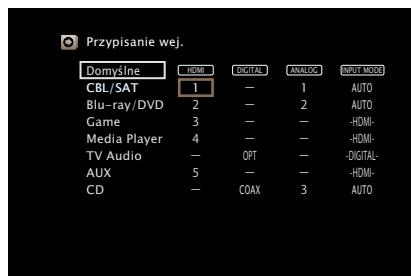 Przypisanie wej.
Domyślne HDMI DIGITAL ANALOG INPUT MODE
CBL/SAT 1 — 1 AUTO
Blu-ray/DVD 2 — 2 AUTO
Game 3 — — -HDMI-
Media Player 4 — — -HDMI-
TV Audio — OPT — -DIGITAL-
AUX 5 — — -HDMI-
CD — COAX 3 AUTO